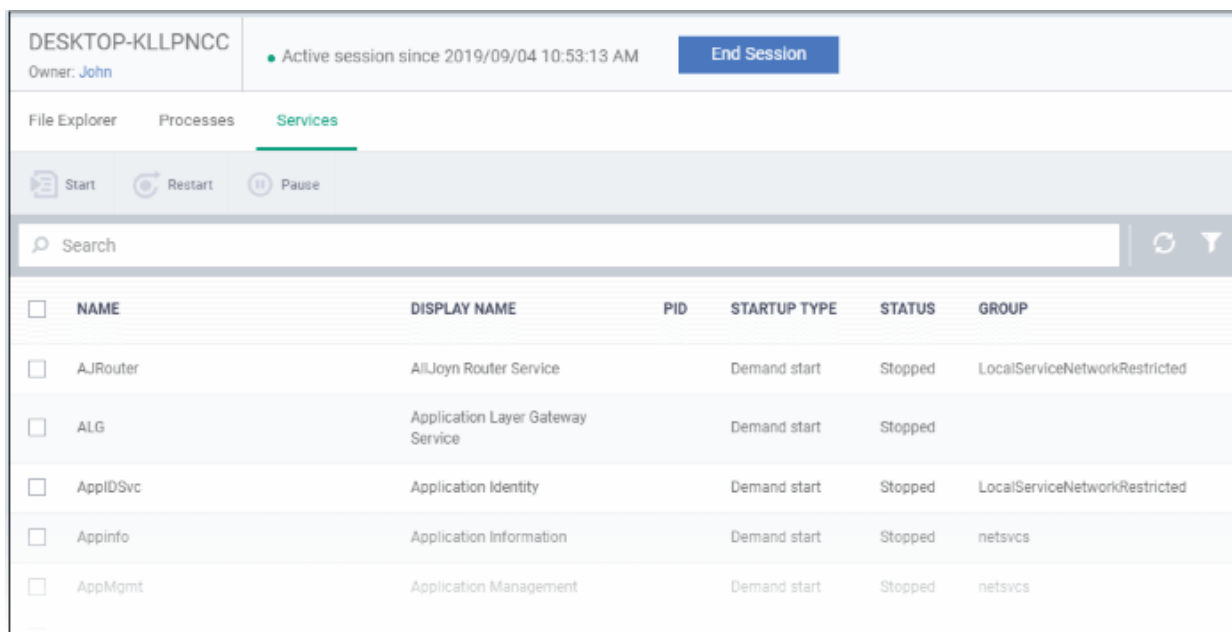 DESKTOP-KLLPNCC
Owner: John
Active session since 2019/09/04 10:53:13 AM
End Session
File Explorer Processes Services
Start Restart Pause
Search
NAME DISPLAY NAME PID STARTUP TYPE STATUS GROUP
AJRouter AllJoyn Router Service Demand start Stopped LocalServiceNetworkRestricted
ALG Application Layer Gateway Service Demand start Stopped
AppIDSvc Application Identity Demand start Stopped LocalServiceNetworkRestricted
Appinfo Application Information Demand start Stopped netsvcs
AppMgmt Application Management Demand start Stopped netsvcs